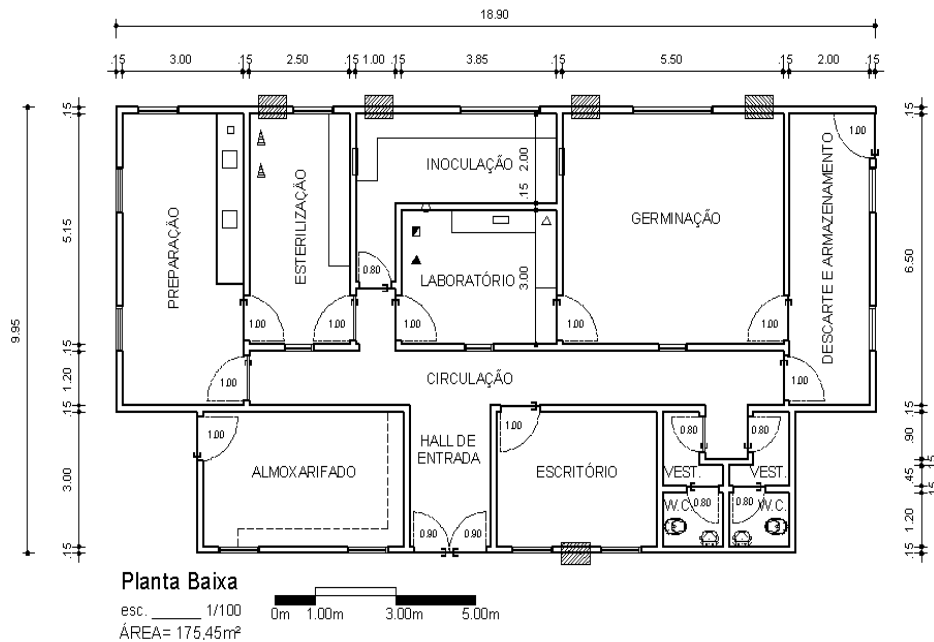 18.90
.15 3.00 .15 2.50 .15 1.00 .15 3.85 .15 5.50 .15 2.00 .15
9.95
.15 5.15 .15 1.20 .15 3.00 .15
PREPARAÇÃO
ESTERILIZAÇÃO
INOCULAÇÃO
2.00
.15
3.00
LABORATÓRIO
GERMINAÇÃO
DESCARTE E ARMAZENAMENTO
1.00
0.80
1.00
1.00
1.00
1.00
1.00
1.00
CIRCULAÇÃO
1.00
1.00
1.00
ALMOXARIFADO
HALL DE
ENTRADA
0.90 0.90
ESCRITÓRIO
0.80 0.80
VEST. VEST.
0.80 0.80
W.C. W.C.
.15 6.50 .15 .90 .15 .45 .15 1.20 .15
Planta Baixa
esc. ______ 1/100
ÁREA= 175,45m²
0m 1.00m 3.00m 5.00m